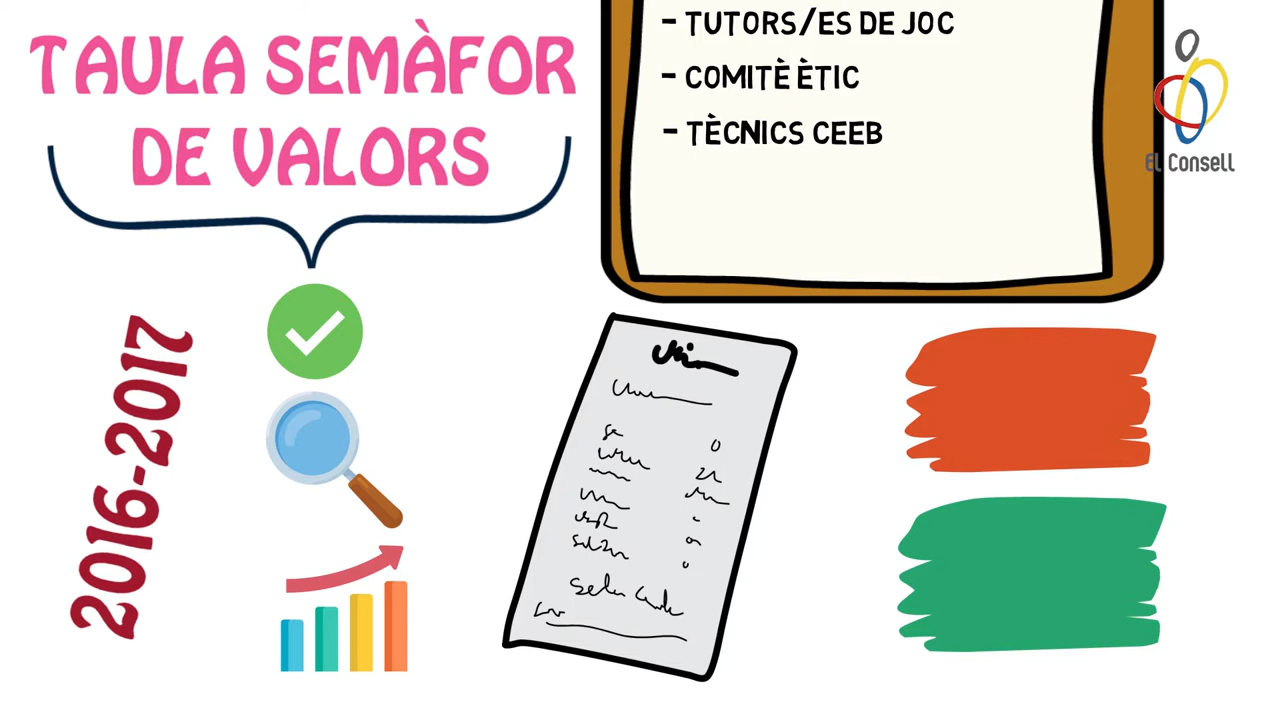 TAULA SEMÀFOR
DE VALORS
- TUTORS/ES DE JOC
- COMITÈ ÈTIC
- TÈCNICS CEEB
El Consell
2016-2017